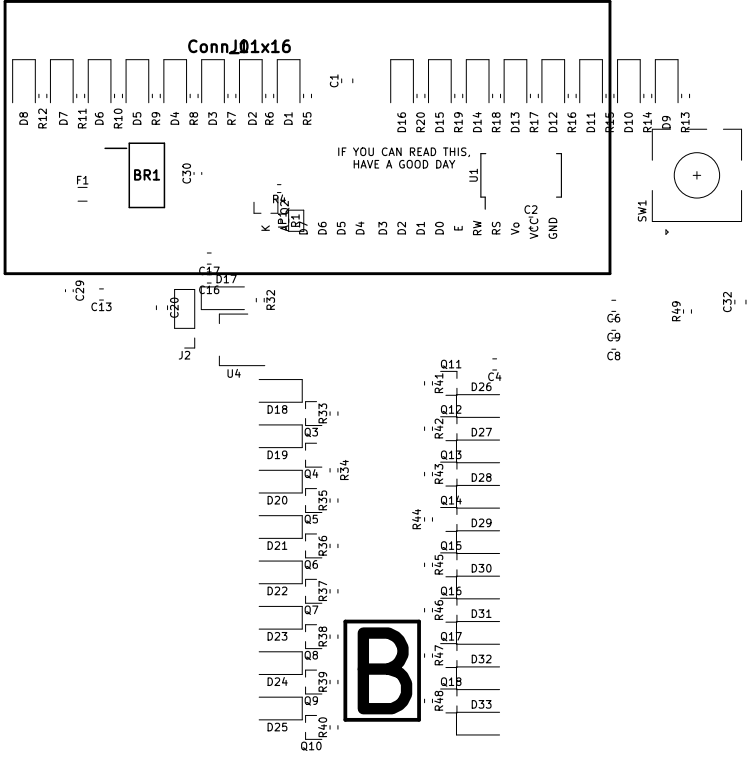 Conn_01x16
J1
C1
D8 R12 D7 R11 D6 R10 D5 R9 D4 R8 D3 R7 D2 R6 D1 R5 D16 R20 D15 R19 D14 R18 D13 R17 D12 R16 D11 R15 D10 R14 D9 R13
IF YOU CAN READ THIS,
HAVE A GOOD DAY
F1
BR1
C30
U1
R4
Q2
R1
C2
SW1
K D7 D6 D5 D4 D3 D2 D1 D0 E RW RS Vo VCC GND
C17
D17
C29
C16
C13
C20
R32
C6
R49
C32
C9
J2
C8
U4
Q11
C4
R41
D26
D18
R33
Q12
Q3
R42
D27
D19
Q13
Q4
R34
R43
D28
D20
R35
Q14
Q5
R44
D29
D21
R36
Q15
Q6
R45
D30
D22
R37
Q16
Q7
R46
D31
D23
R38
Q17
Q8
R47
D32
D24
R39
Q18
Q9
R48
D33
D25
R40
Q10
B